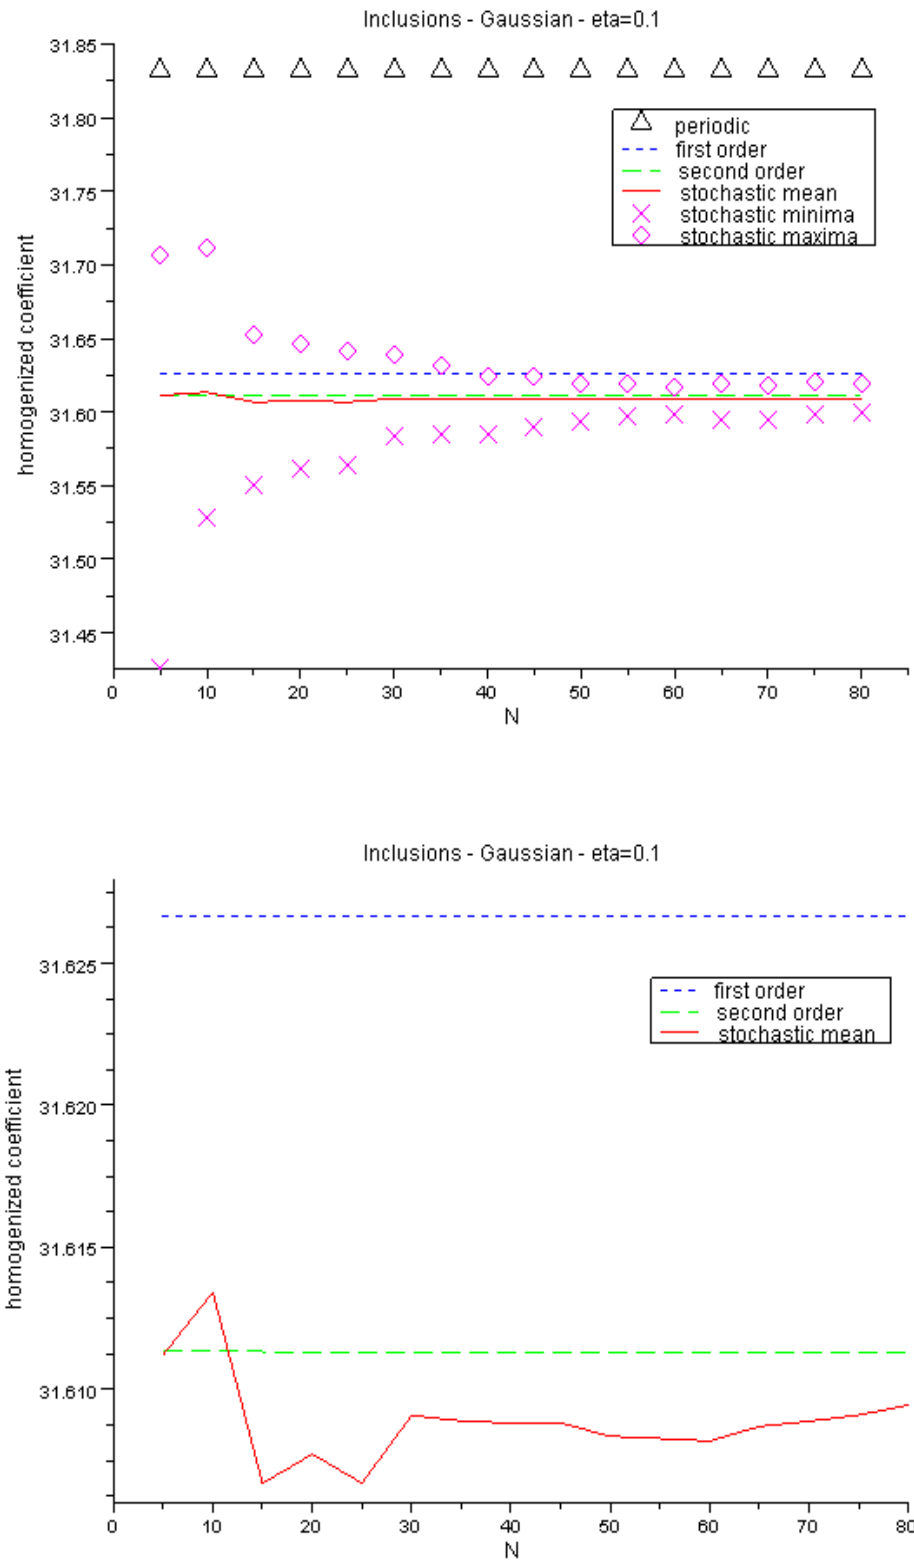 Inclusions - Gaussian - eta=0.1
31.85
31.80
31.75
31.70
31.65
31.60
31.55
31.50
31.45
homogenized coefficient
periodic
first order
second order
stochastic mean
stochastic minima
stochastic maxima
0 10 20 30 40 50 60 70 80
N
Inclusions - Gaussian - eta=0.1
31.625
31.620
31.615
31.610
homogenized coefficient
first order
second order
stochastic mean
0 10 20 30 40 50 60 70 80
N